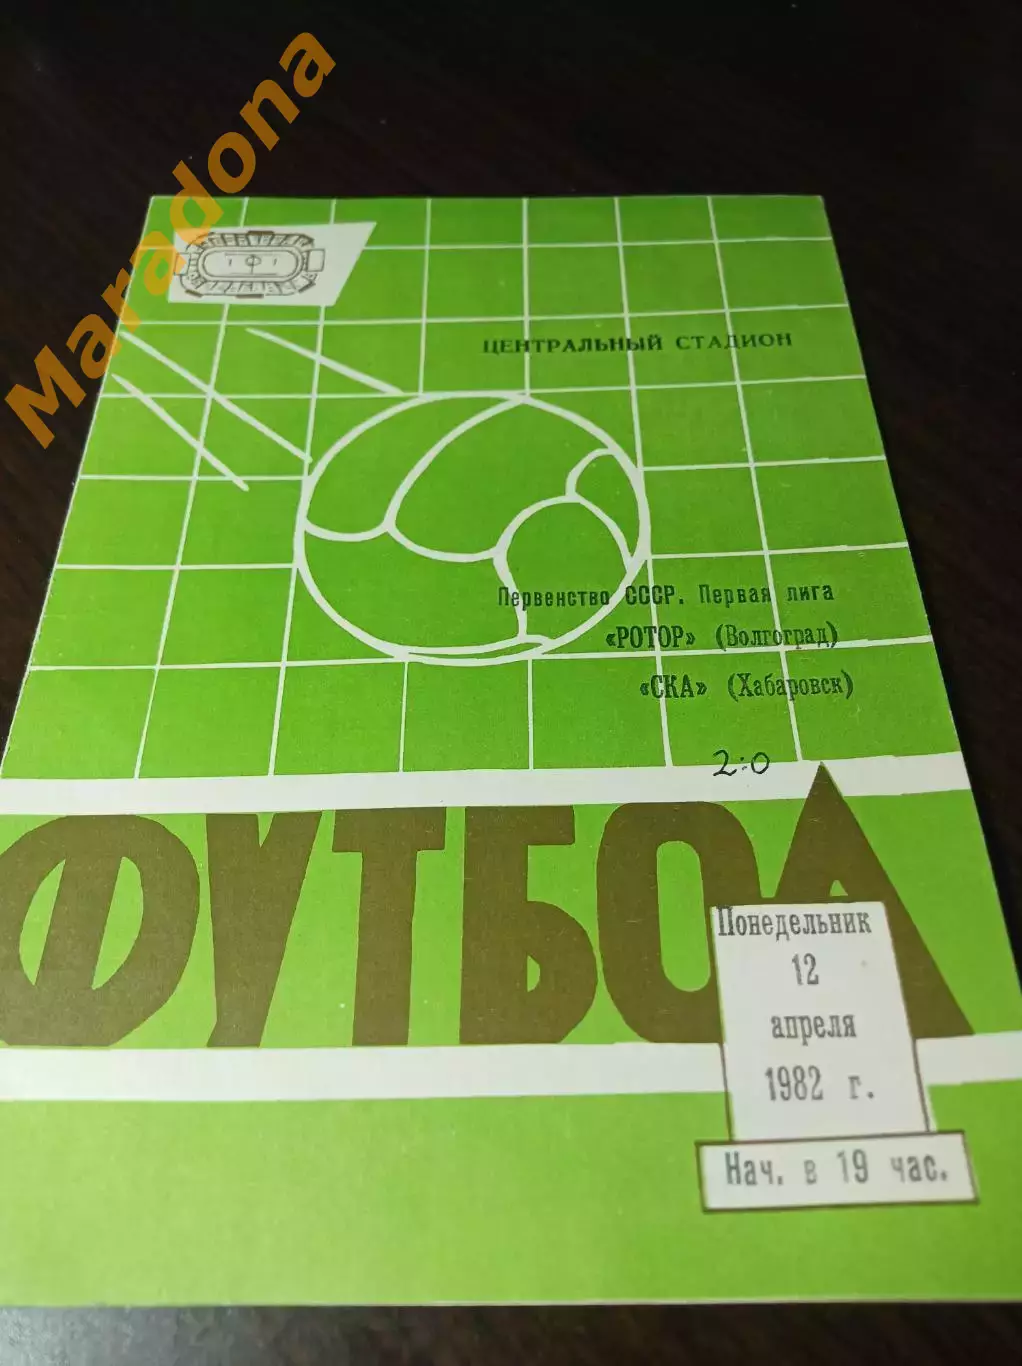 Maradona
ЦЕНТРАЛЬНЫЙ СТАДИОН
Первенство СССР. Первая лига
«РОТОР» (Волгоград)
«СКА» (Хабаровск)
2:0
ФУТБОЛ
Понедельник
12
апреля
1982 г.
Нач. в 19 час.